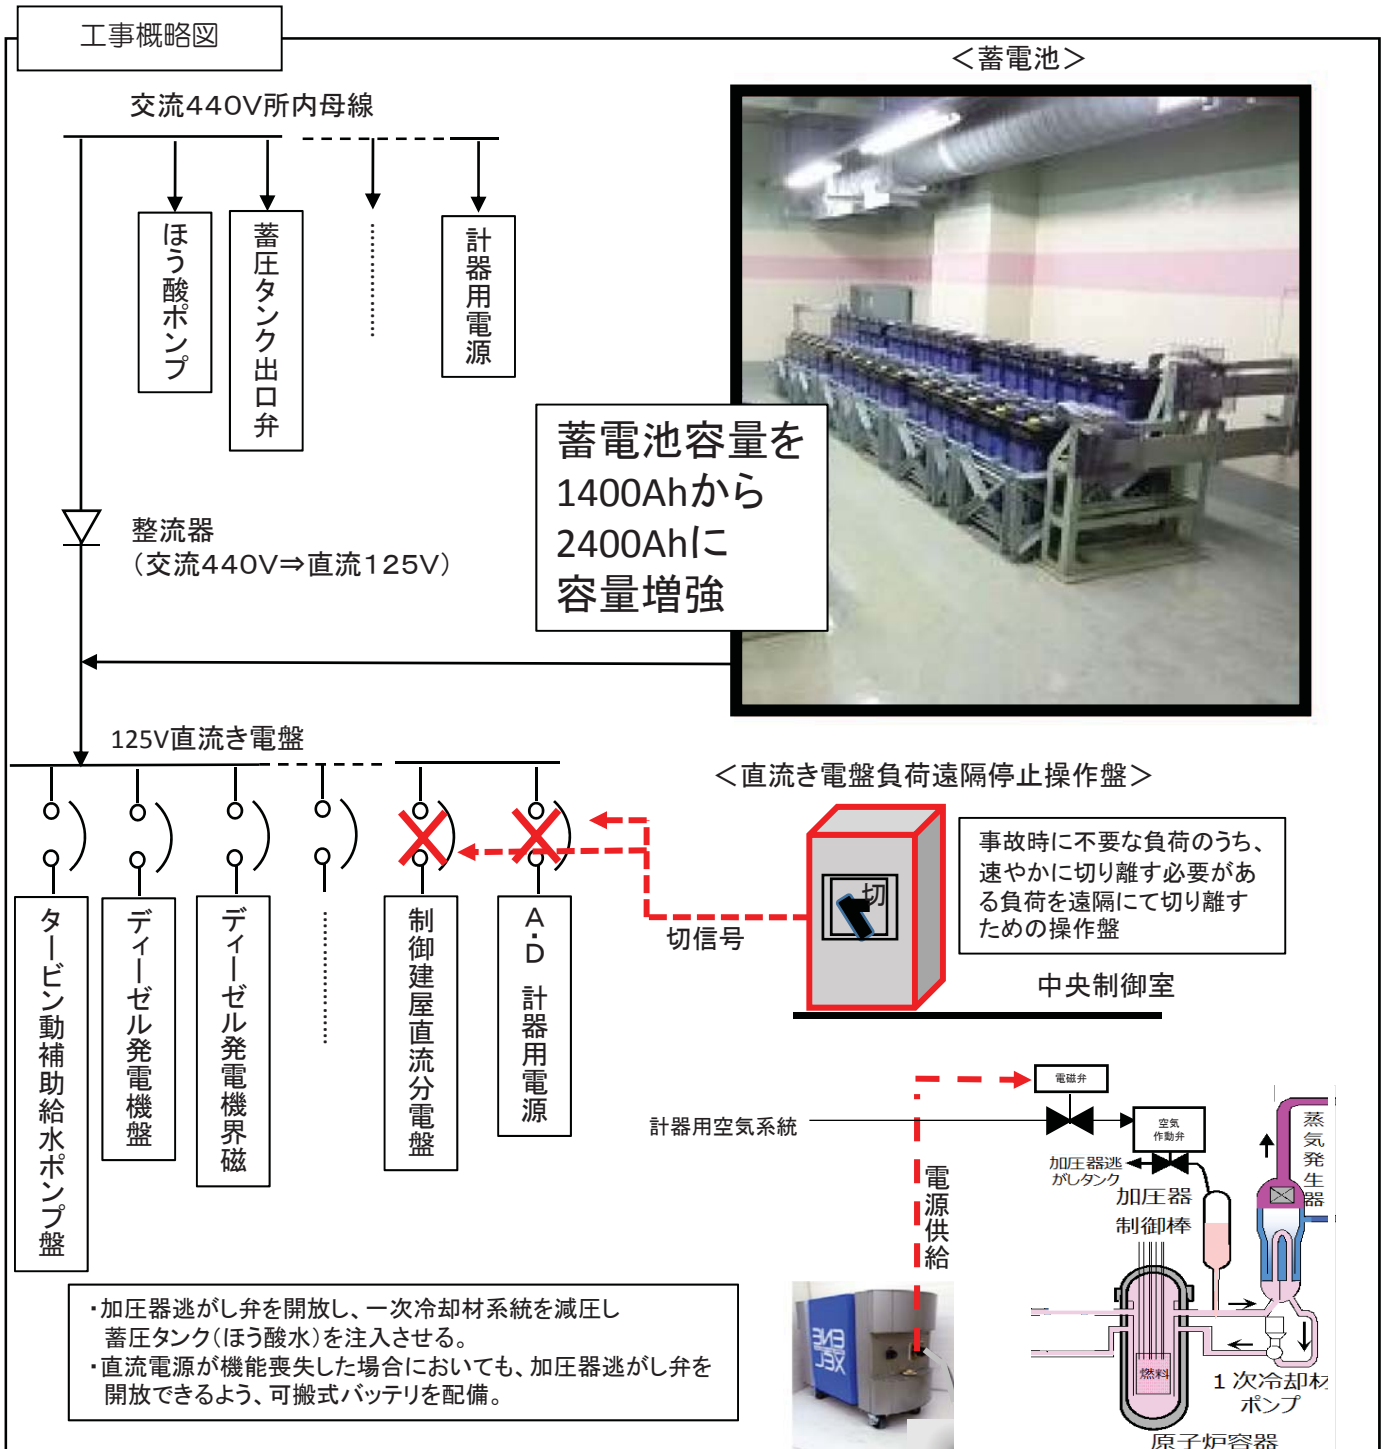 工事概略図
<蓄電池>
交流440V所内母線
ほう酸ポンプ
蓄圧タンク出口弁
計器用電源
蓄電池容量を
1400Ahから
2400Ahに
容量増強
整流器
(交流440V⇒直流125V)
125V直流き電盤
<直流き電盤負荷遠隔停止操作盤>
切
事故時に不要な負荷のうち、
速やかに切り離す必要があ
る負荷を遠隔にて切り離す
ための操作盤
切信号
中央制御室
タービン動補助給水ポンプ盤
ディーゼル発電機盤
ディーゼル発電機界磁
制御建屋直流分電盤
A・D 計器用電源
電磁弁
計器用空気系統
空気
作動弁
加圧器逃
がしタンク
加圧器
制御棒
蒸気発生器
電源供給
燃料
1次冷却材
ポンプ
原子炉容器
・加圧器逃がし弁を開放し、一次冷却材系統を減圧し
蓄圧タンク(ほう酸水)を注入させる。
・直流電源が機能喪失した場合においても、加圧器逃がし弁を
開放できるよう、可搬式バッテリを配備。